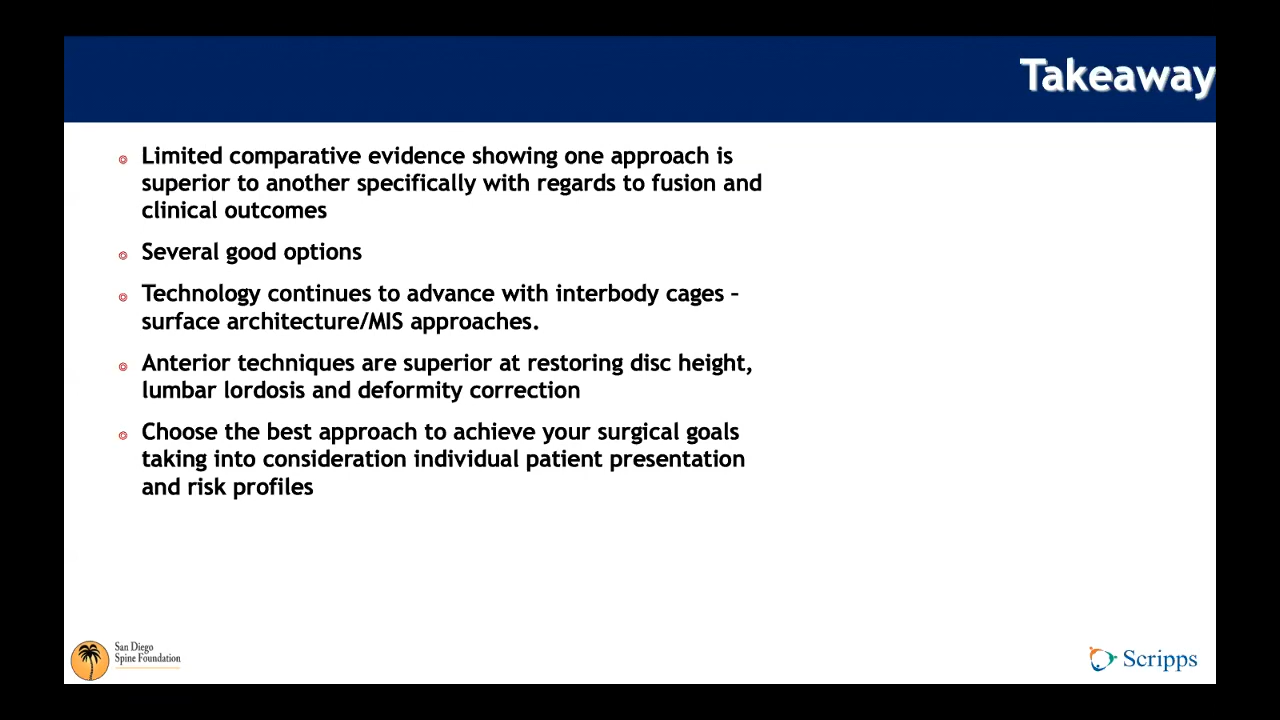 Takeaway
Limited comparative evidence showing one approach is
superior to another specifically with regards to fusion and
clinical outcomes
Several good options
Technology continues to advance with interbody cages –
surface architecture/MIS approaches.
Anterior techniques are superior at restoring disc height,
lumbar lordosis and deformity correction
Choose the best approach to achieve your surgical goals
taking into consideration individual patient presentation
and risk profiles
San Diego
Spine Foundation
Scripps